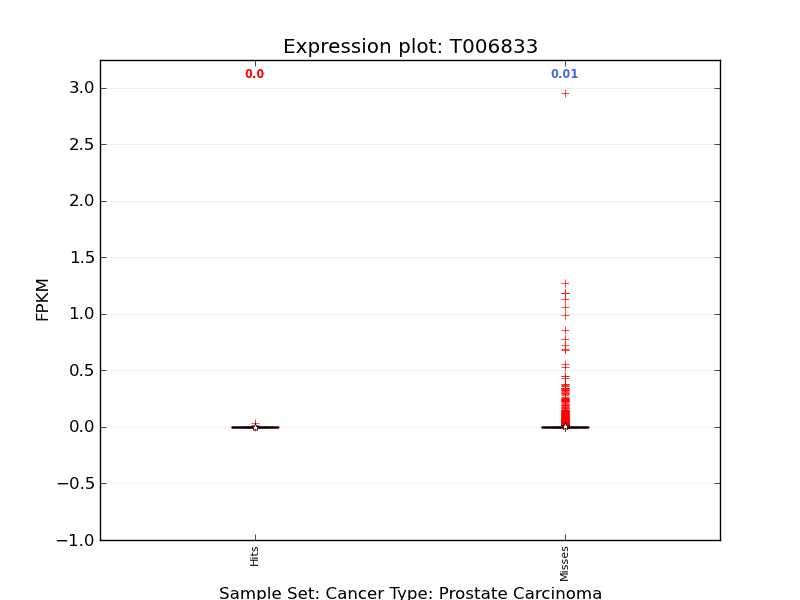 Expression plot: T006833
0.0
0.01
3.0
2.5
2.0
1.5
1.0
0.5
0.0
−0.5
−1.0
FPKM
Hits
Misses
Sample Set: Cancer Type: Prostate Carcinoma